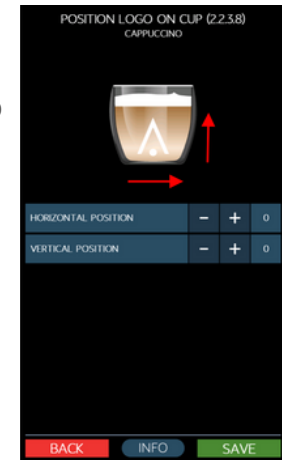 POSITION LOGO ON CUP (2.2.3.8)
CAPPUCCINO
HORIZONTAL POSITION - + 0
VERTICAL POSITION - + 0
BACK INFO SAVE